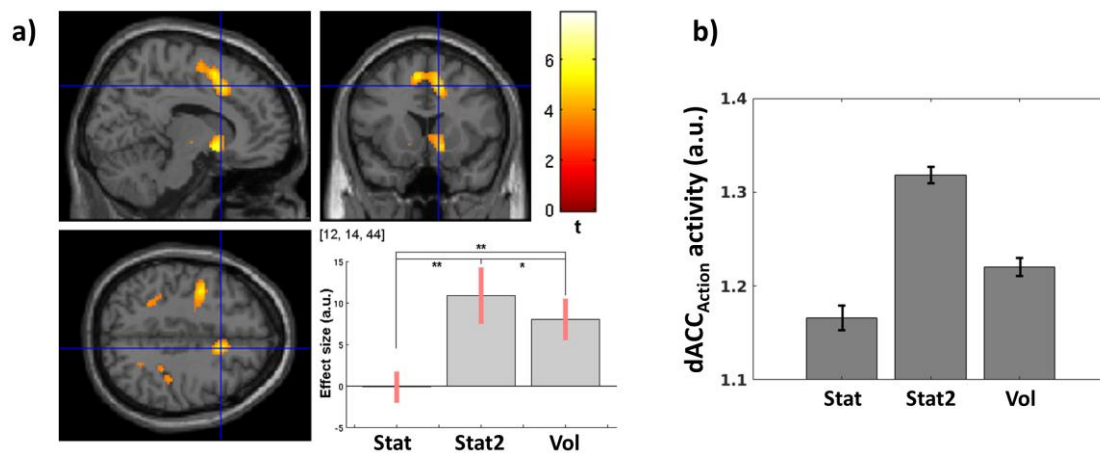 a)
b)
6
4
2
0
t
[12, 14, 44]
**
** *
15
10
5
0
-5
Effect size (a.u.)
Stat Stat2 Vol
1.4
1.3
1.2
1.1
dACCAction activity (a.u.)
Stat Stat2 Vol